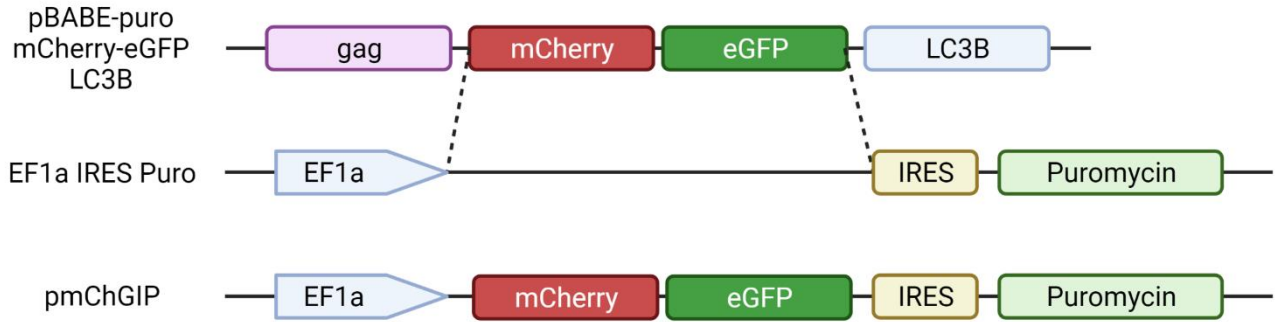 pBABE-puro
mCherry-eGFP
LC3B
gag mCherry eGFP LC3B
EF1a IRES Puro EF1a IRES Puromycin
pmChGIP EF1a mCherry eGFP IRES Puromycin